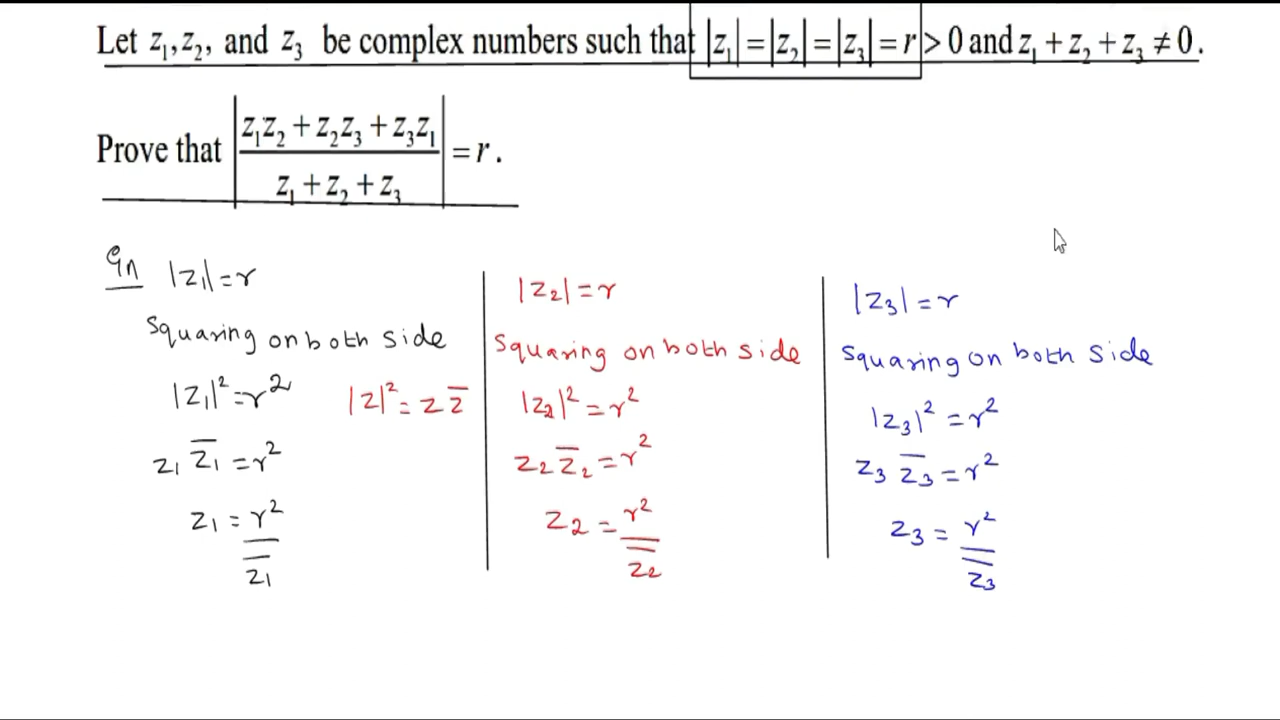 Let z₁,z₂, and z₃ be complex numbers such that |z₁|=|z₂|=|z₃|=r>0 and z₁+z₂+z₃≠0.
Prove that |(z₁z₂+z₂z₃+z₃z₁)/(z₁+z₂+z₃)|=r.
Gn |z₁|=r
Squaring on both side
|z₁|²=r² |z|²=z z̅
z₁ z̅₁=r²
z₁=r²/z̅₁
|z₂|=r
Squaring on both side
|z₂|²=r²
z₂ z̅₂=r²
z₂=r²/z̅₂
|z₃|=r
Squaring on both side
|z₃|²=r²
z₃ z̅₃=r²
z₃=r²/z̅₃